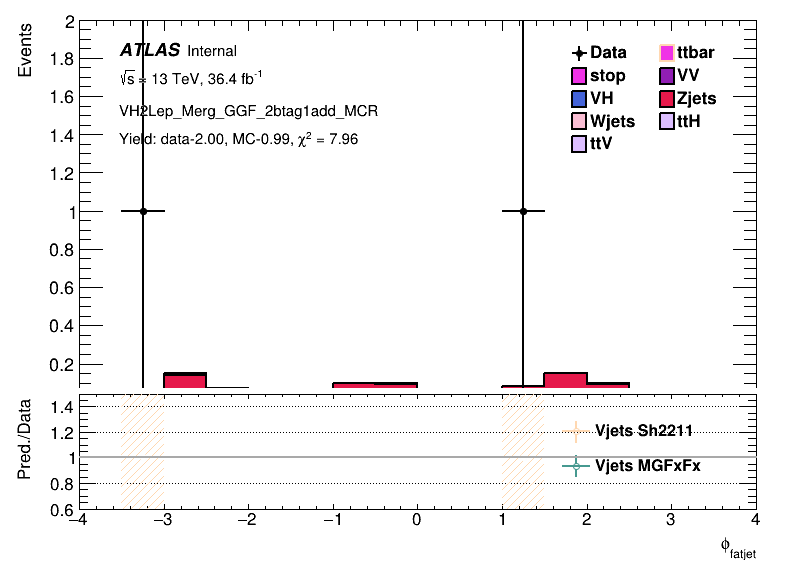 Events
2
1.8
1.6
1.4
1.2
1
0.8
0.6
0.4
0.2
ATLAS Internal
√s = 13 TeV, 36.4 fb⁻¹
VH2Lep_Merg_GGF_2btag1add_MCR
Yield: data-2.00, MC-0.99, χ² = 7.96
Data
ttbar
stop
VV
VH
Zjets
Wjets
ttH
ttV
Pred./Data
1.4
1.2
1
0.8
0.6
Vjets Sh2211
Vjets MGFxFx
−4 −3 −2 −1 0 1 2 3 4
ϕ_fatjet